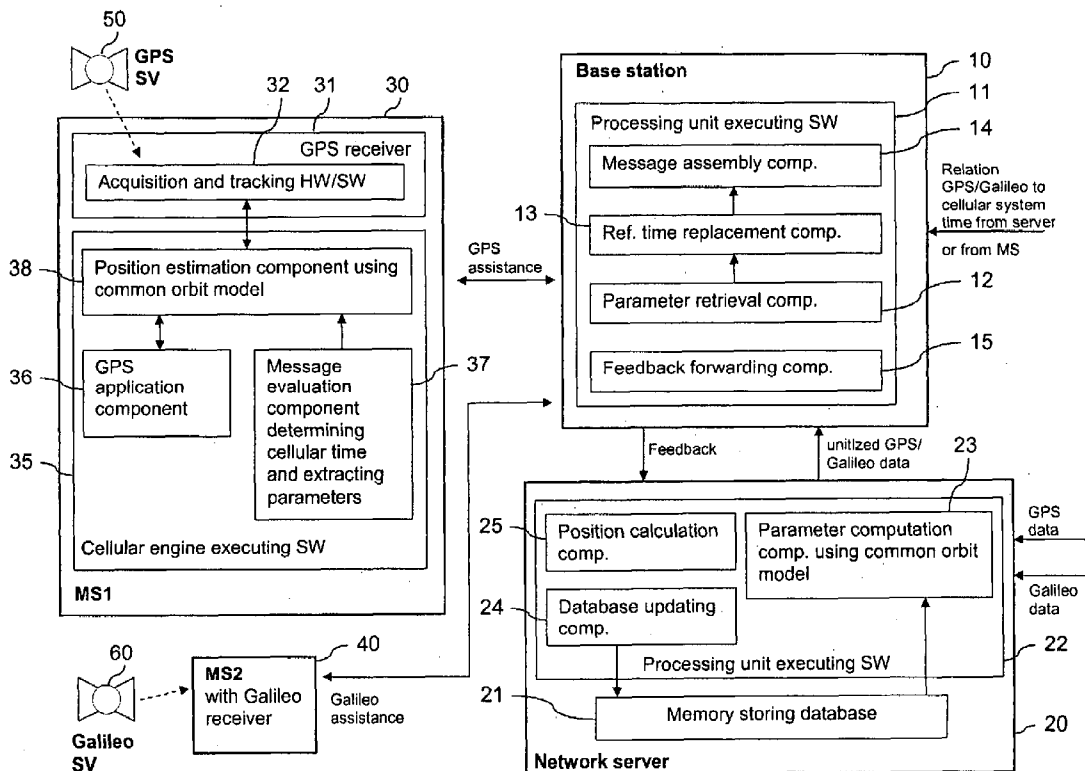 50
GPS
SV
32
31
30
GPS receiver
Acquisition and tracking HW/SW
38
Position estimation component using
common orbit model
36
GPS
application
component
37
Message
evaluation
component
determining
cellular time
and extracting
parameters
35
Cellular engine executing SW
MS1
GPS
assistance
Base station
10
11
Processing unit executing SW
14
Message assembly comp.
13
Ref. time replacement comp.
12
Parameter retrieval comp.
15
Feedback forwarding comp.
Relation
GPS/Galileo to
cellular system
time from server
or from MS
Feedback
unitized GPS/
Galileo data
23
25
Position calculation
comp.
Parameter computation
comp. using common orbit
model
24
Database updating
comp.
Processing unit executing SW
22
21
Memory storing database
20
Network server
GPS
data
Galileo
data
60
Galileo
SV
40
MS2
with Galileo
receiver
Galileo
assistance